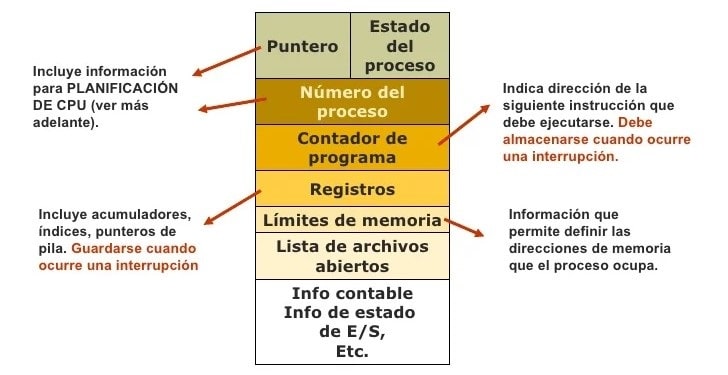 Puntero
Estado
del
proceso
Incluye información
para PLANIFICACIÓN
DE CPU (ver más
adelante).
Número del
proceso
Indica dirección de la
siguiente instrucción que
debe ejecutarse. Debe
almacenarse cuando ocurre
una interrupción.
Contador de
programa
Registros
Incluye acumuladores,
índices, punteros de
pila. Guardarse cuando
ocurre una interrupción
Límites de memoria
Información que
permite definir las
direcciones de memoria
que el proceso ocupa.
Lista de archivos
abiertos
Info contable
Info de estado
de E/S,
Etc.